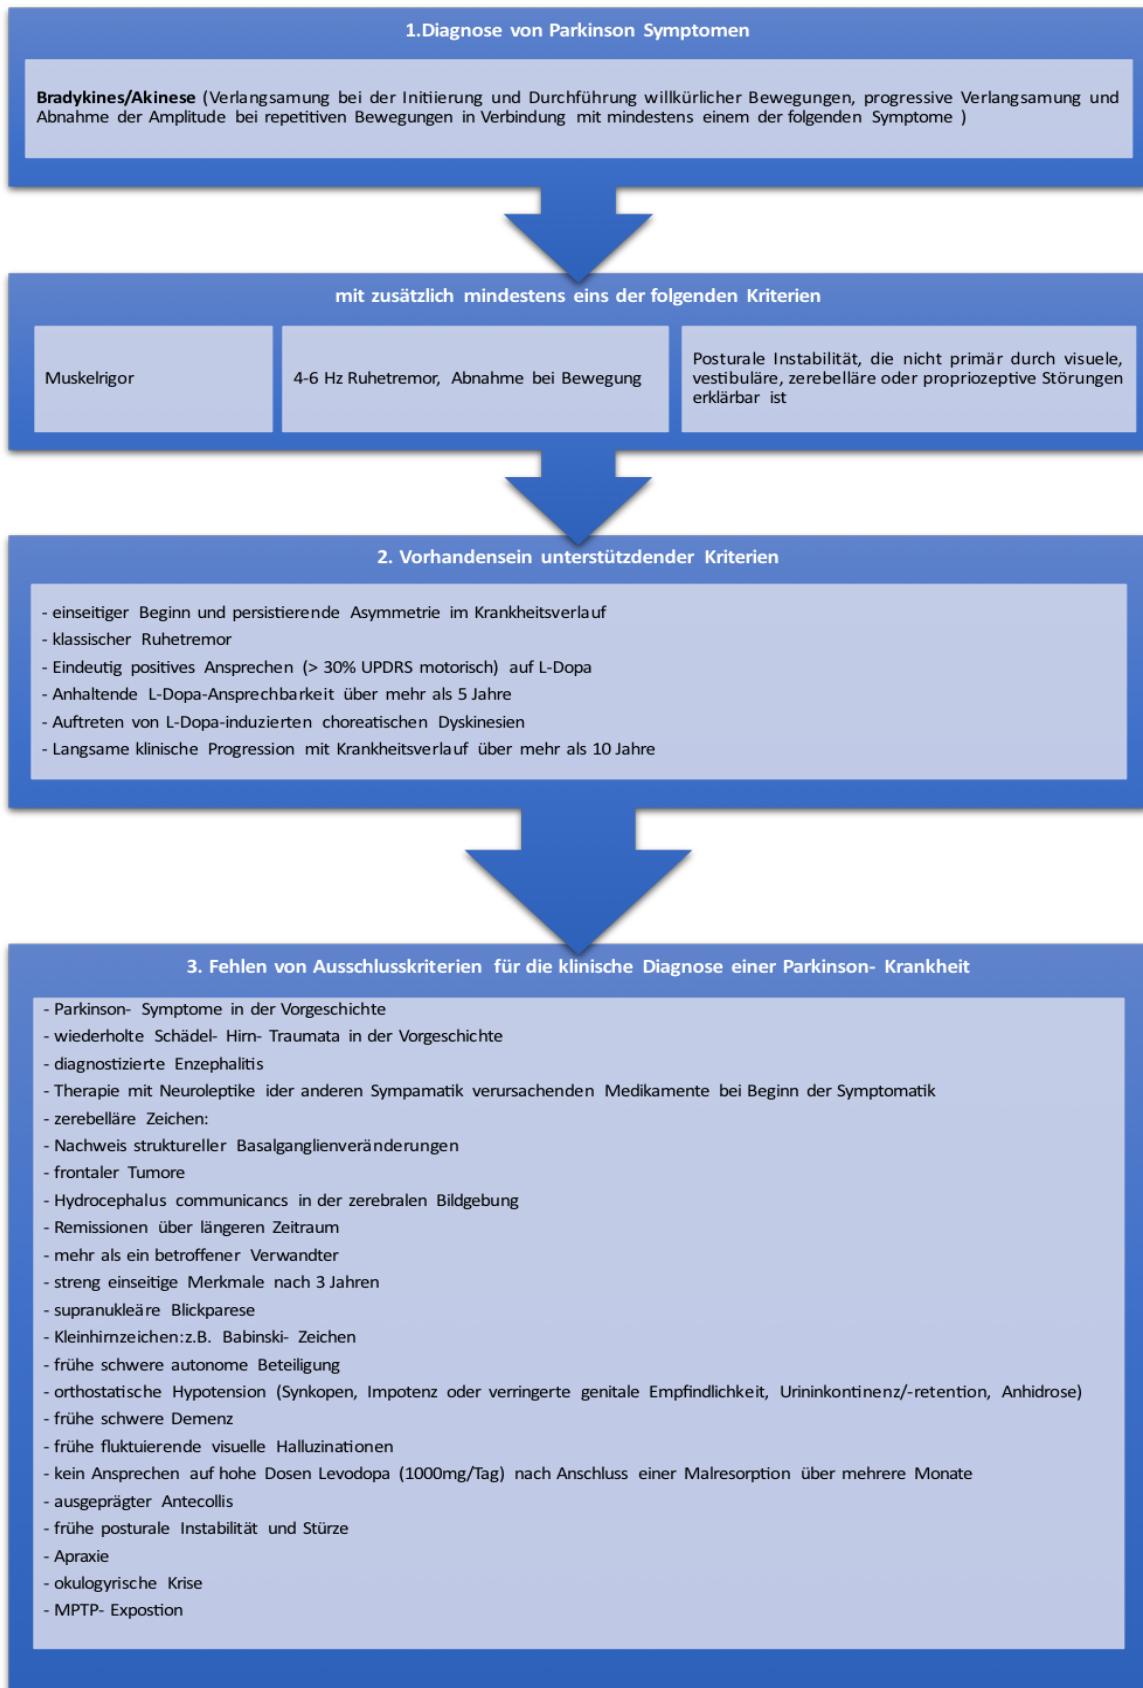 1.Diagnose von Parkinson Symptomen
Bradykines/Akinese (Verlangsamung bei der Initiierung und Durchführung willkürlicher Bewegungen, progressive Verlangsamung und
Abnahme der Amplitude bei repetitiven Bewegungen in Verbindung mit mindestens einem der folgenden Symptome )
mit zusätzlich mindestens eins der folgenden Kriterien
Muskelrigor
4-6 Hz Ruhetremor, Abnahme bei Bewegung
Posturale Instabilität, die nicht primär durch visuele,
vestibuläre, zerebelläre oder propriozeptive Störungen
erklärbar ist
2. Vorhandensein unterstützdender Kriterien
- einseitiger Beginn und persistierende Asymmetrie im Krankheitsverlauf
- klassischer Ruhetremor
- Eindeutig positives Ansprechen (> 30% UPDRS motorisch) auf L-Dopa
- Anhaltende L-Dopa-Ansprechbarkeit über mehr als 5 Jahre
- Auftreten von L-Dopa-induzierten choreatischen Dyskinesien
- Langsame klinische Progression mit Krankheitsverlauf über mehr als 10 Jahre
3. Fehlen von Ausschlusskriterien für die klinische Diagnose einer Parkinson- Krankheit
- Parkinson- Symptome in der Vorgeschichte
- wiederholte Schädel- Hirn- Traumata in der Vorgeschichte
- diagnostizierte Enzephalitis
- Therapie mit Neuroleptike ider anderen Sympamatik verursachenden Medikamente bei Beginn der Symptomatik
- zerebelläre Zeichen:
- Nachweis struktureller Basalganglienveränderungen
- frontaler Tumore
- Hydrocephalus communicancs in der zerebralen Bildgebung
- Remissionen über längeren Zeitraum
- mehr als ein betroffener Verwandter
- streng einseitige Merkmale nach 3 Jahren
- supranukleäre Blickparese
- Kleinhirnzeichen:z.B. Babinski- Zeichen
- frühe schwere autonome Beteiligung
- orthostatische Hypotension (Synkopen, Impotenz oder verringerte genitale Empfindlichkeit, Urininkontinenz/-retention, Anhidrose)
- frühe schwere Demenz
- frühe fluktuierende visuelle Halluzinationen
- kein Ansprechen auf hohe Dosen Levodopa (1000mg/Tag) nach Anschluss einer Malresorption über mehrere Monate
- ausgeprägter Antecollis
- frühe posturale Instabilität und Stürze
- Apraxie
- okulogyrische Krise
- MPTP- Expostion